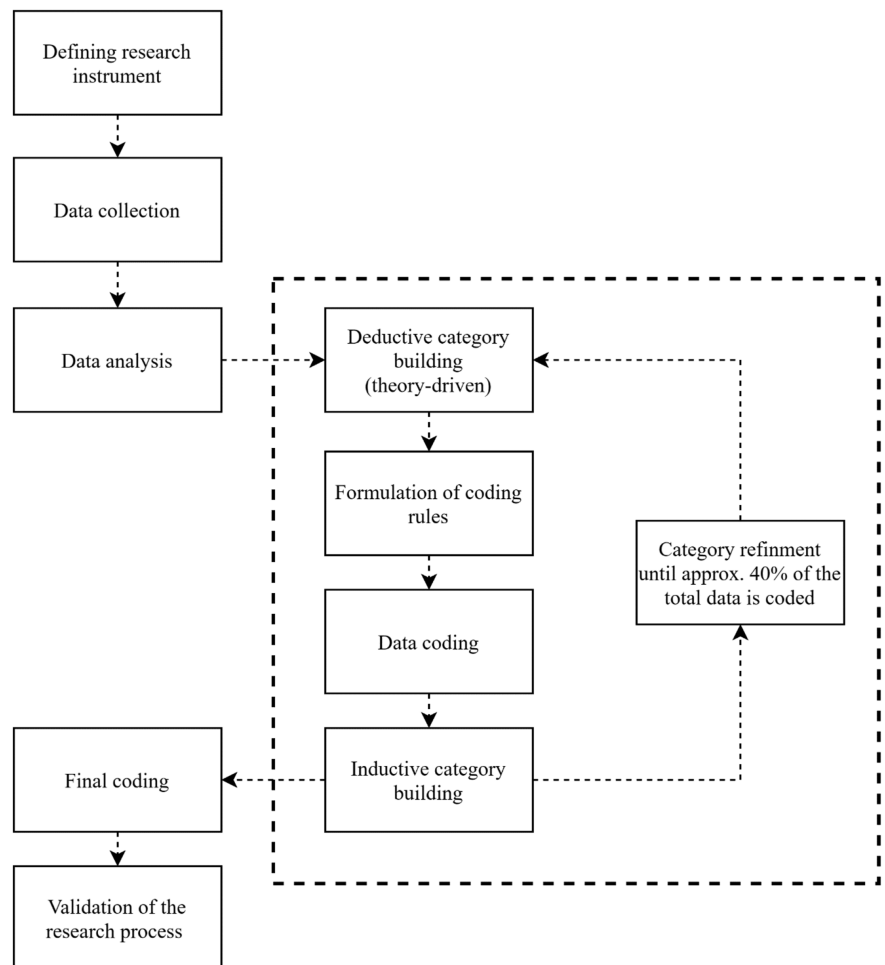 Defining research
instrument
Data collection
Data analysis
Deductive category
building
(theory-driven)
Formulation of coding
rules
Category refinment
until approx. 40% of the
total data is coded
Data coding
Inductive category
building
Final coding
Validation of the
research process